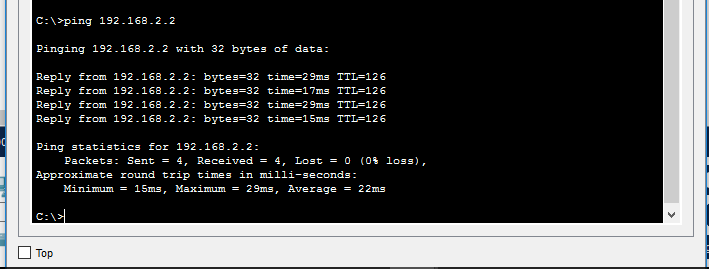 C:\>ping 192.168.2.2
Pinging 192.168.2.2 with 32 bytes of data:
Reply from 192.168.2.2: bytes=32 time=29ms TTL=126
Reply from 192.168.2.2: bytes=32 time=17ms TTL=126
Reply from 192.168.2.2: bytes=32 time=29ms TTL=126
Reply from 192.168.2.2: bytes=32 time=15ms TTL=126
Ping statistics for 192.168.2.2:
    Packets: Sent = 4, Received = 4, Lost = 0 (0% loss),
Approximate round trip times in milli-seconds:
    Minimum = 15ms, Maximum = 29ms, Average = 22ms
C:\>
Top